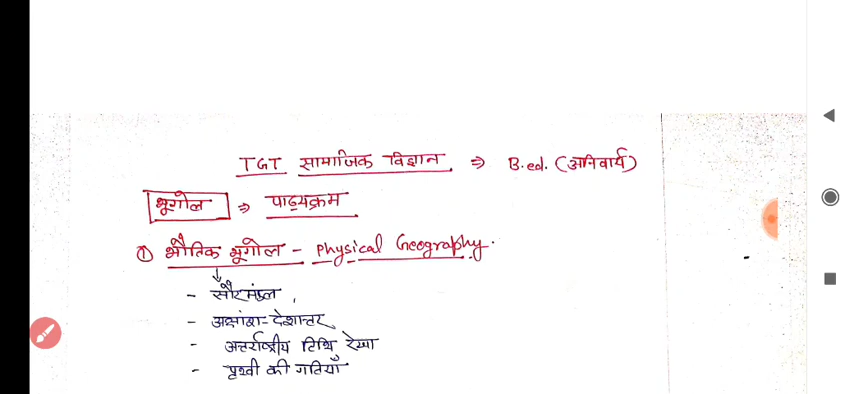 TGT सामाजिक विज्ञान ⇒ B.ed. (अनिवार्य)
भूगोल ⇒ पाठ्यक्रम
① भौतिक भूगोल - Physical Geography.
- सौरमंडल,
- अक्षांश-देशान्तर
- अन्तर्राष्ट्रीय तिथि रेखा
- पृथ्वी की गतियाँ